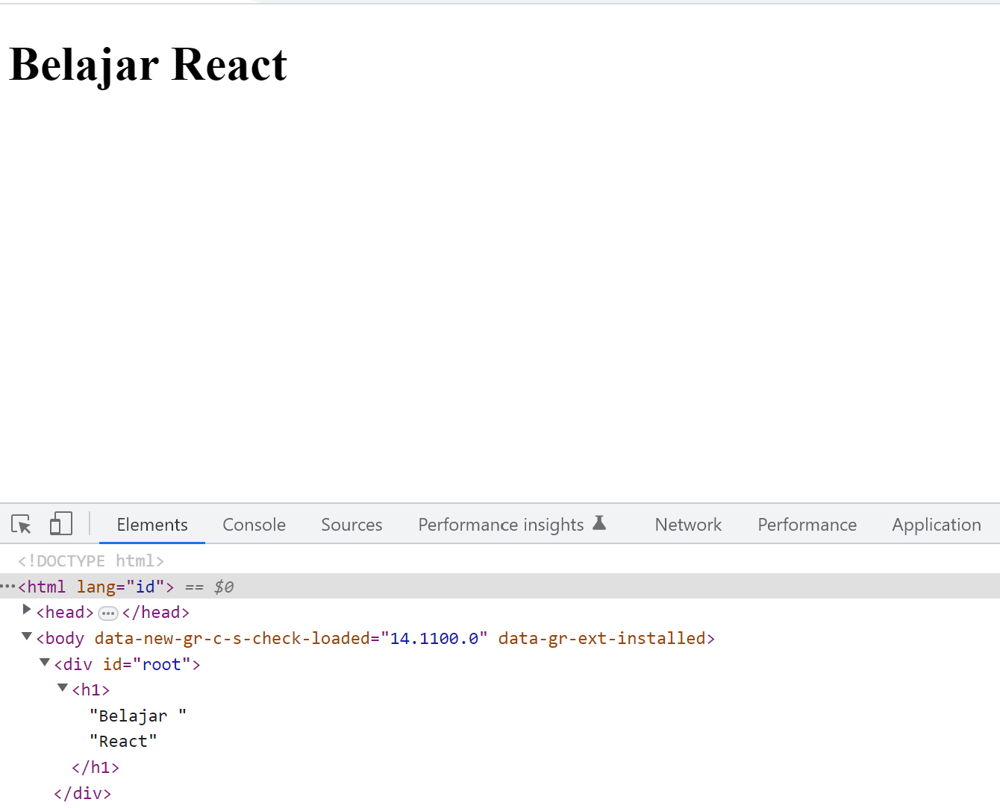 Belajar React
Elements Console Sources Performance insights Network Performance Application
<!DOCTYPE html>
···<html lang="id"> == $0
<head>···</head>
<body data-new-gr-c-s-check-loaded="14.1100.0" data-gr-ext-installed>
<div id="root">
<h1>
"Belajar "
"React"
</h1>
</div>